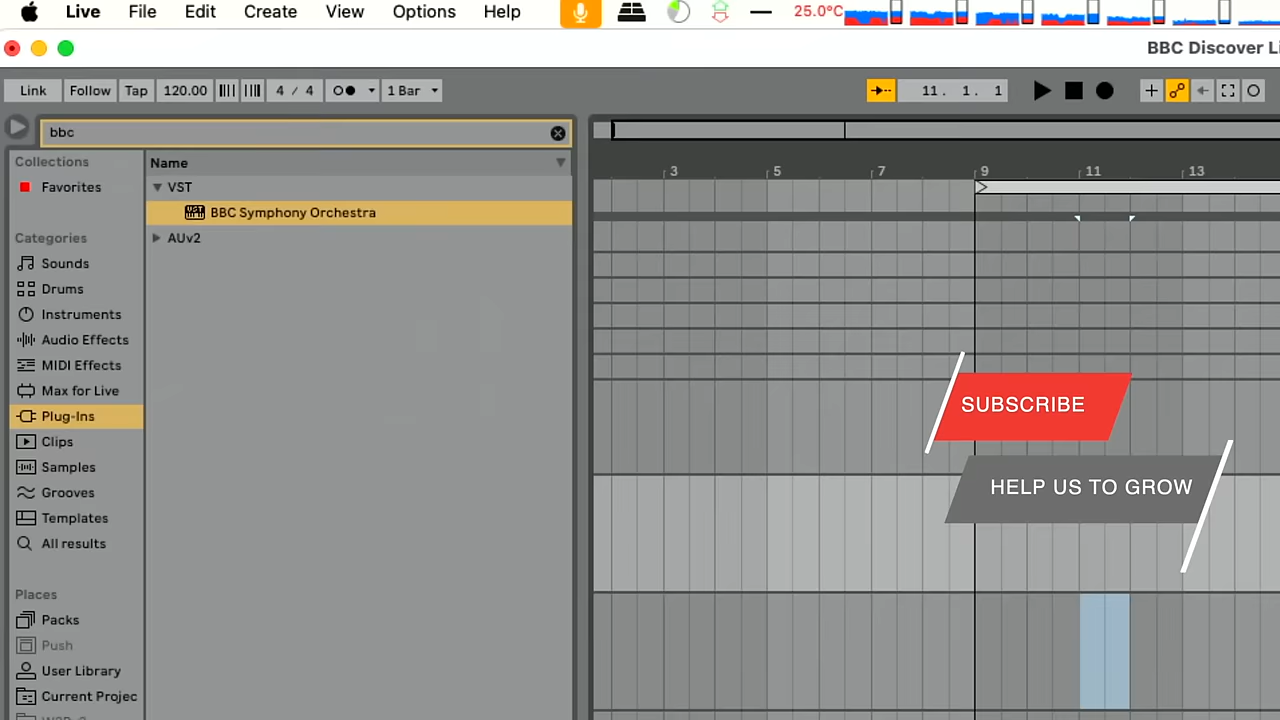 Live File Edit Create View Options Help 25.0°C
BBC Discover Li
Link Follow Tap 120.00 4 / 4 1 Bar 11. 1. 1
bbc
Collections
Favorites
Categories
Sounds
Drums
Instruments
Audio Effects
MIDI Effects
Max for Live
Plug-Ins
Clips
Samples
Grooves
Templates
All results
Places
Packs
Push
User Library
Current Projec
Name
VST
BBC Symphony Orchestra
AUv2
3 5 7 9 11 13
SUBSCRIBE
HELP US TO GROW